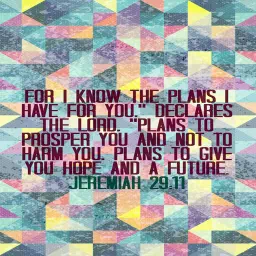 FOR I KNOW THE PLANS I
HAVE FOR YOU," DECLARES
THE LORD, "PLANS TO
PROSPER YOU AND NOT TO
HARM YOU. PLANS TO GIVE
YOU HOPE AND A FUTURE.
JEREMIAH 29.11